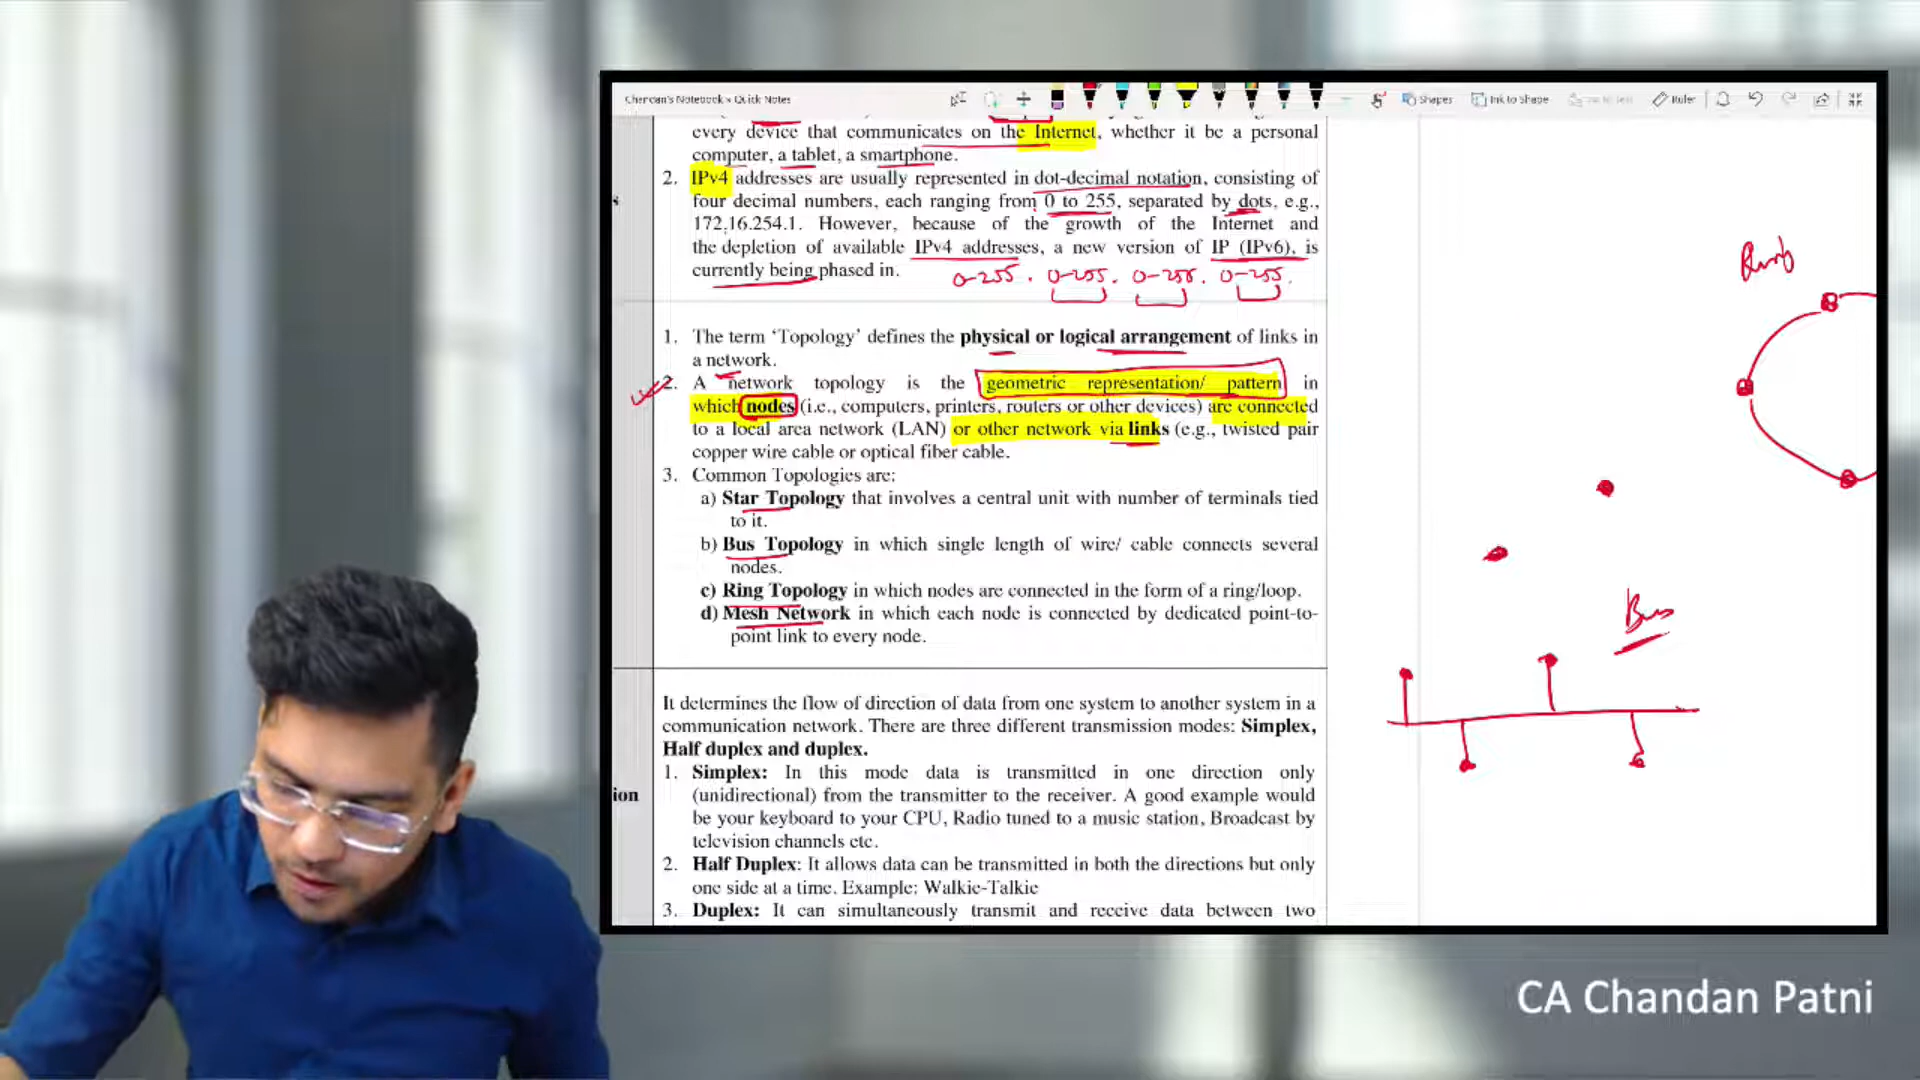 Chandan's Notebook » Quick Notes
Shapes
Ink to Shape
Ruler
every device that communicates on the Internet, whether it be a personal
computer, a tablet, a smartphone.
2. IPv4 addresses are usually represented in dot-decimal notation, consisting of
four decimal numbers, each ranging from 0 to 255, separated by dots, e.g.,
172.16.254.1. However, because of the growth of the Internet and
the depletion of available IPv4 addresses, a new version of IP (IPv6), is
currently being phased in.
0-255 . 0-255 . 0-255 . 0-255 .
1. The term ‘Topology’ defines the physical or logical arrangement of links in
a network.
2. A network topology is the geometric representation/ pattern in
which nodes (i.e., computers, printers, routers or other devices) are connected
to a local area network (LAN) or other network via links (e.g., twisted pair
copper wire cable or optical fiber cable.
3. Common Topologies are:
a) Star Topology that involves a central unit with number of terminals tied
to it.
b) Bus Topology in which single length of wire/ cable connects several
nodes.
c) Ring Topology in which nodes are connected in the form of a ring/loop.
d) Mesh Network in which each node is connected by dedicated point-to-
point link to every node.
Bus
It determines the flow of direction of data from one system to another system in a
communication network. There are three different transmission modes: Simplex,
Half duplex and duplex.
1. Simplex: In this mode data is transmitted in one direction only
ion
(unidirectional) from the transmitter to the receiver. A good example would
be your keyboard to your CPU, Radio tuned to a music station, Broadcast by
television channels etc.
2. Half Duplex: It allows data can be transmitted in both the directions but only
one side at a time. Example: Walkie-Talkie
3. Duplex: It can simultaneously transmit and receive data between two
CA Chandan Patni